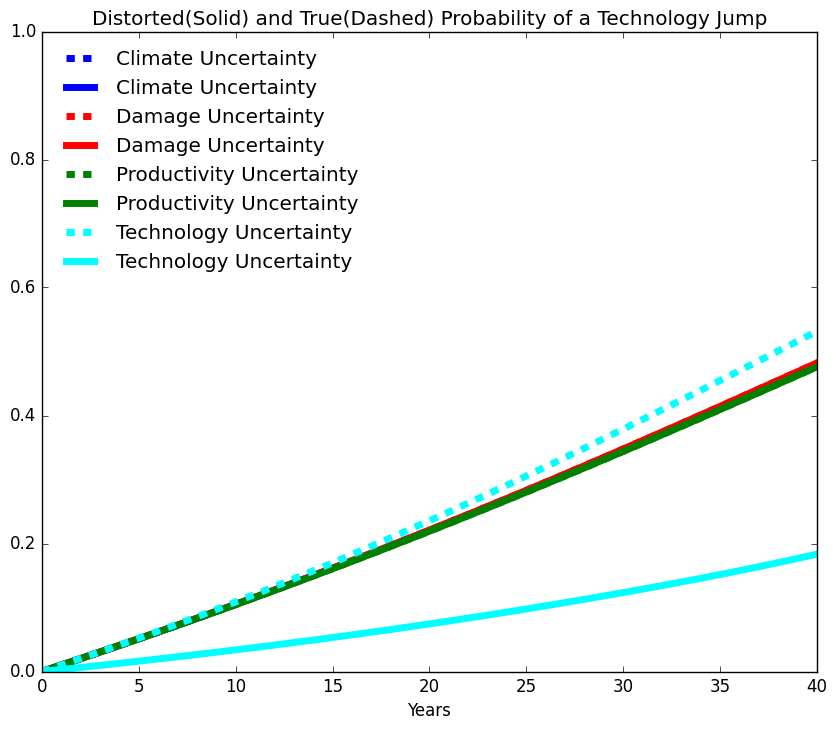 Distorted(Solid) and True(Dashed) Probability of a Technology Jump
1.0
Climate Uncertainty
Climate Uncertainty
Damage Uncertainty
Damage Uncertainty
Productivity Uncertainty
Productivity Uncertainty
Technology Uncertainty
Technology Uncertainty
0.8
0.6
0.4
0.2
0.0
0 5 10 15 20 25 30 35 40
Years